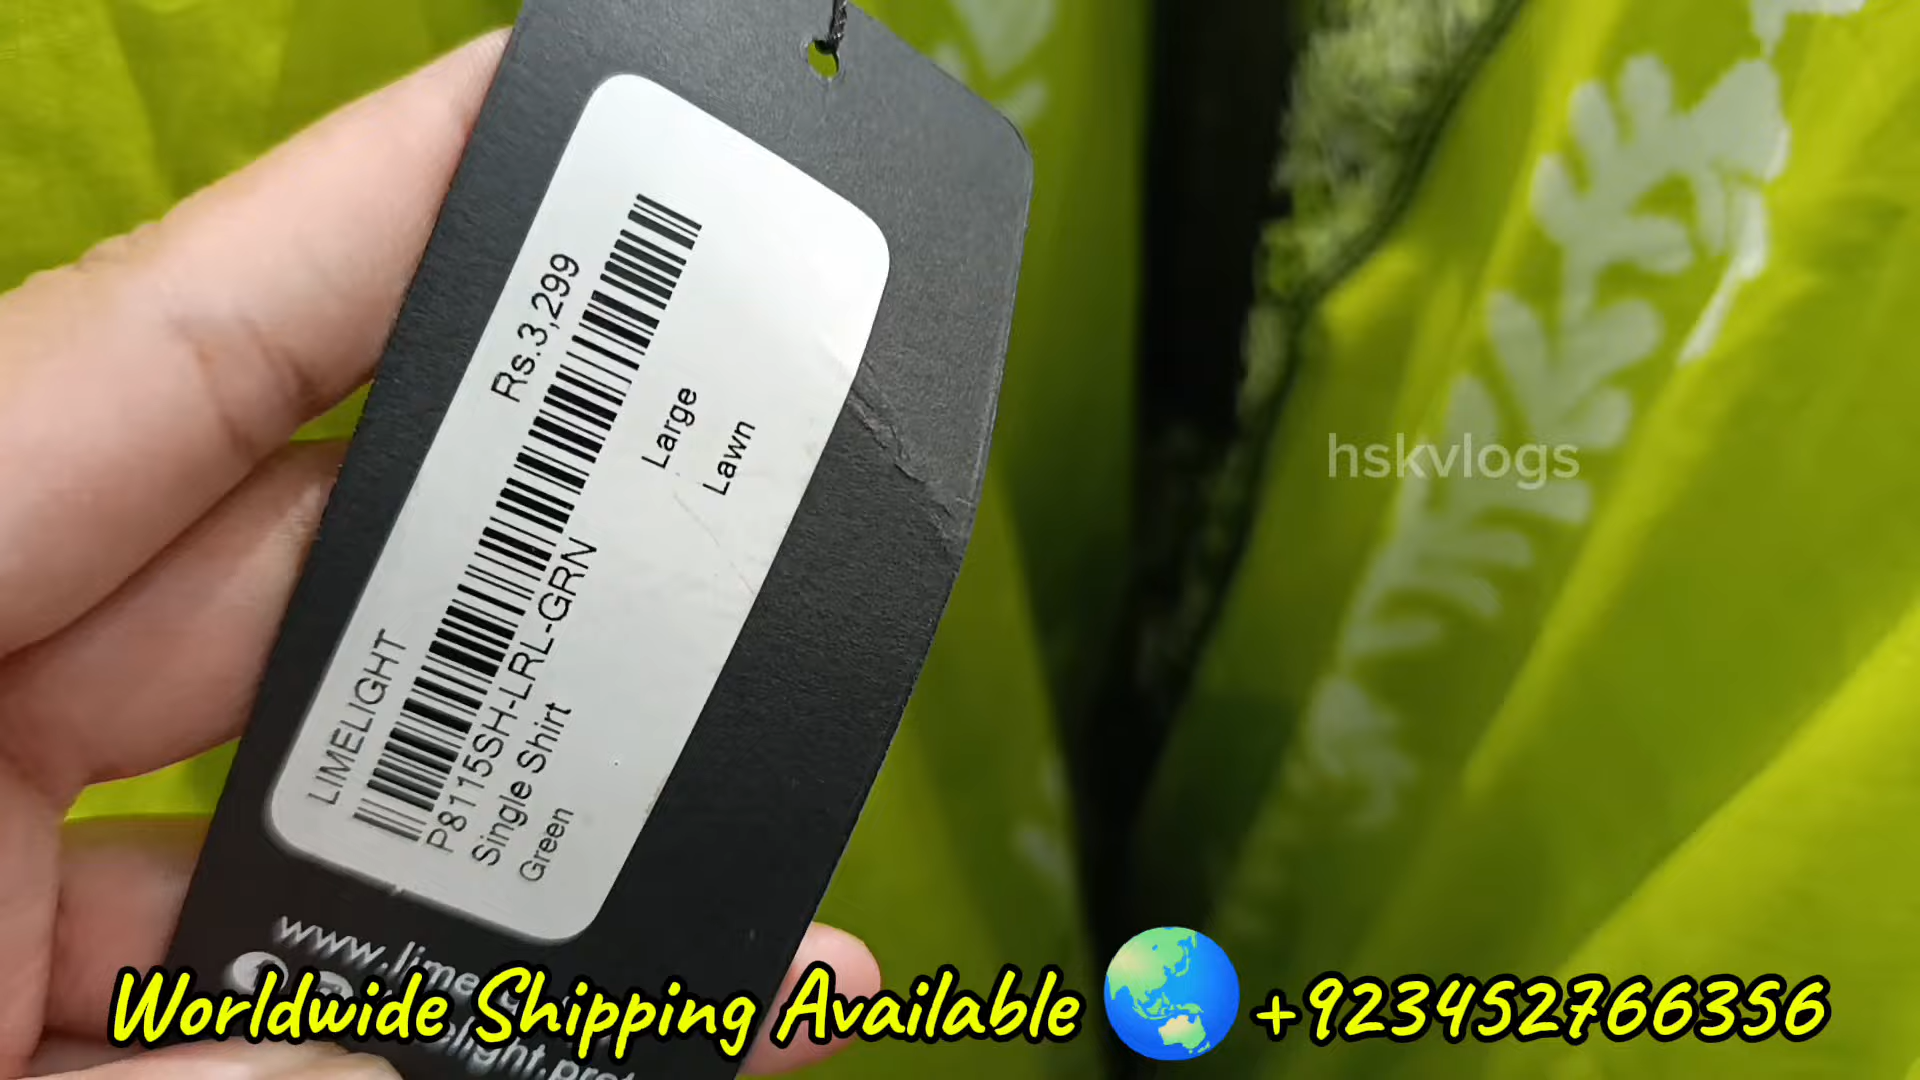 LIMELIGHT
Rs.3,299
P8115SH-LRL-GRN
Single Shirt
Large
Green
Lawn
hskvlogs
Worldwide Shipping Available 🌏 +923452766356